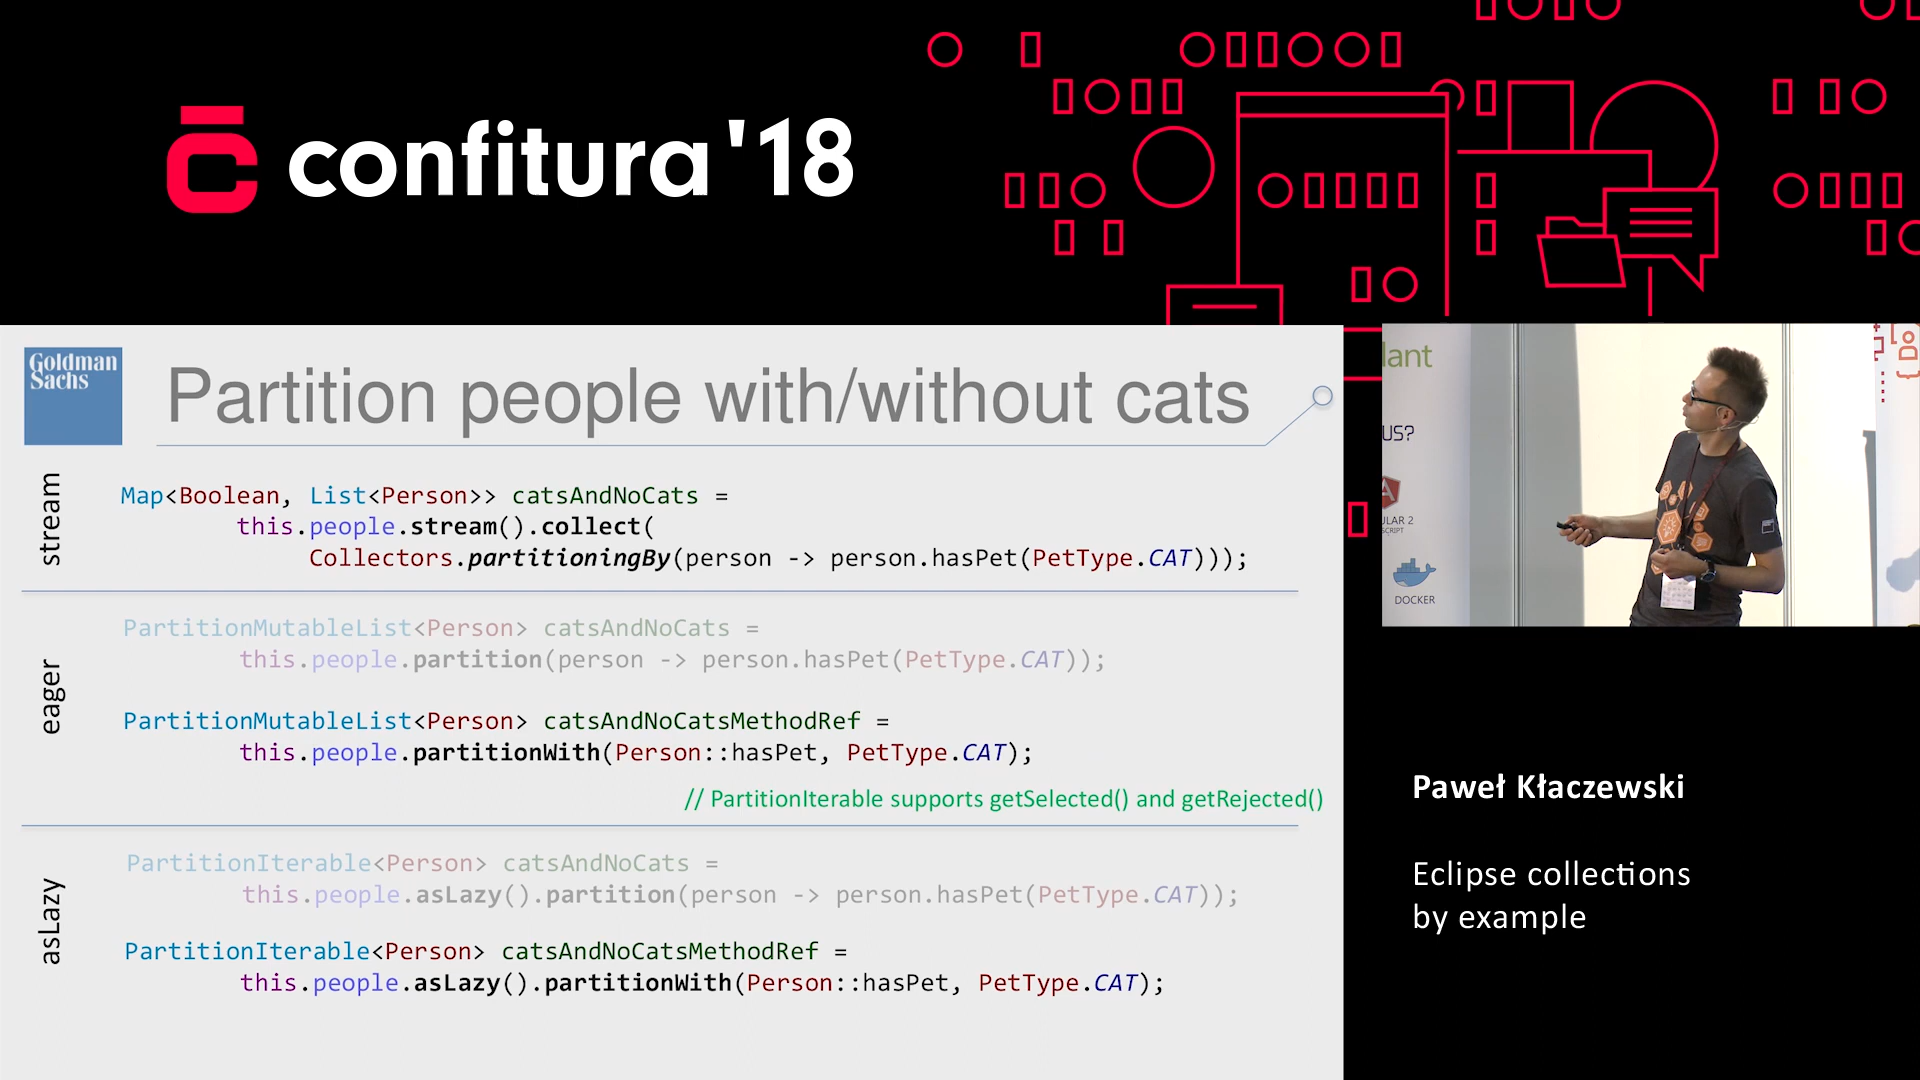 confitura '18
Goldman
Sachs
Partition people with/without cats
stream
Map<Boolean, List<Person>> catsAndNoCats =
this.people.stream().collect(
Collectors.partitioningBy(person -> person.hasPet(PetType.CAT)));
eager
PartitionMutableList<Person> catsAndNoCats =
this.people.partition(person -> person.hasPet(PetType.CAT));
PartitionMutableList<Person> catsAndNoCatsMethodRef =
this.people.partitionWith(Person::hasPet, PetType.CAT);
// PartitionIterable supports getSelected() and getRejected()
asLazy
PartitionIterable<Person> catsAndNoCats =
this.people.asLazy().partition(person -> person.hasPet(PetType.CAT));
PartitionIterable<Person> catsAndNoCatsMethodRef =
this.people.asLazy().partitionWith(Person::hasPet, PetType.CAT);
lant
US?
ULAR 2
SCRIPT
DOCKER
Do
Paweł Kłaczewski
Eclipse collections
by example